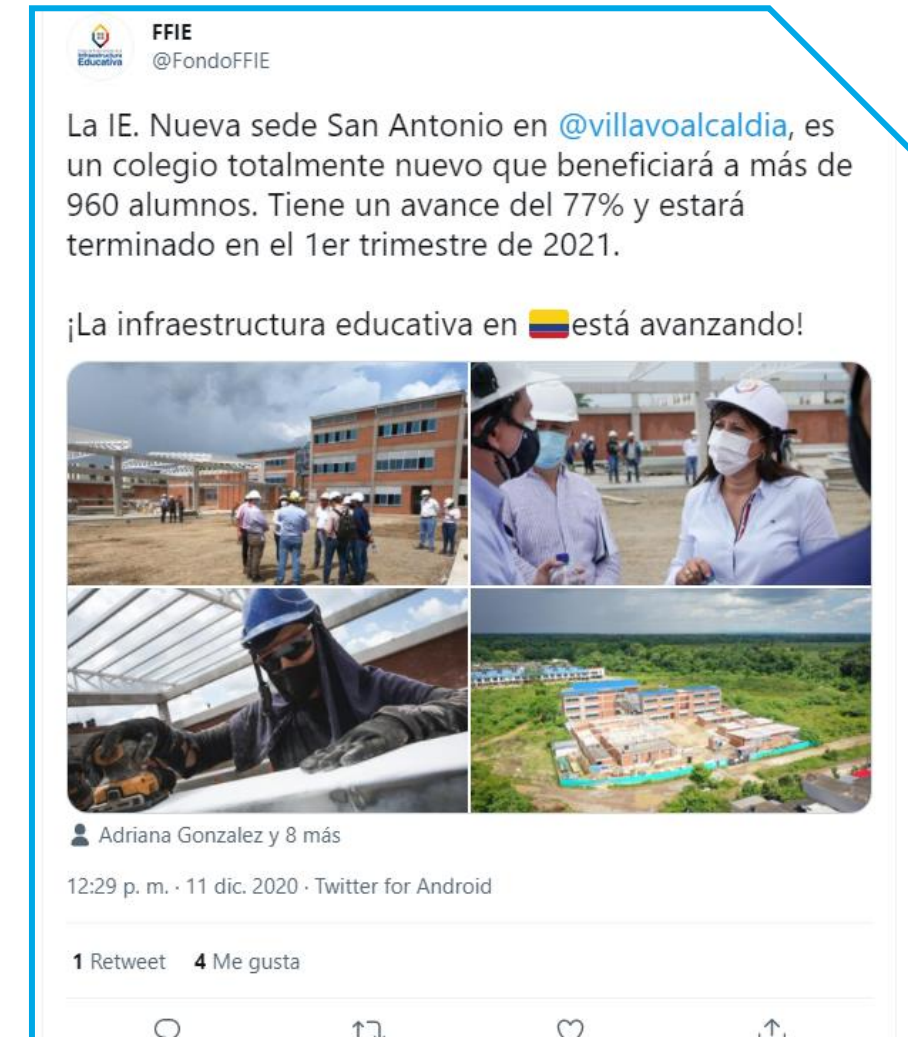 FFIE
@FondoFFIE
Infraestructura
Educativa
La IE. Nueva sede San Antonio en @villavoalcaldia, es
un colegio totalmente nuevo que beneficiará a más de
960 alumnos. Tiene un avance del 77% y estará
terminado en el 1er trimestre de 2021.
¡La infraestructura educativa en 🇨🇴está avanzando!
Adriana Gonzalez y 8 más
12:29 p. m. · 11 dic. 2020 · Twitter for Android
1 Retweet 4 Me gusta